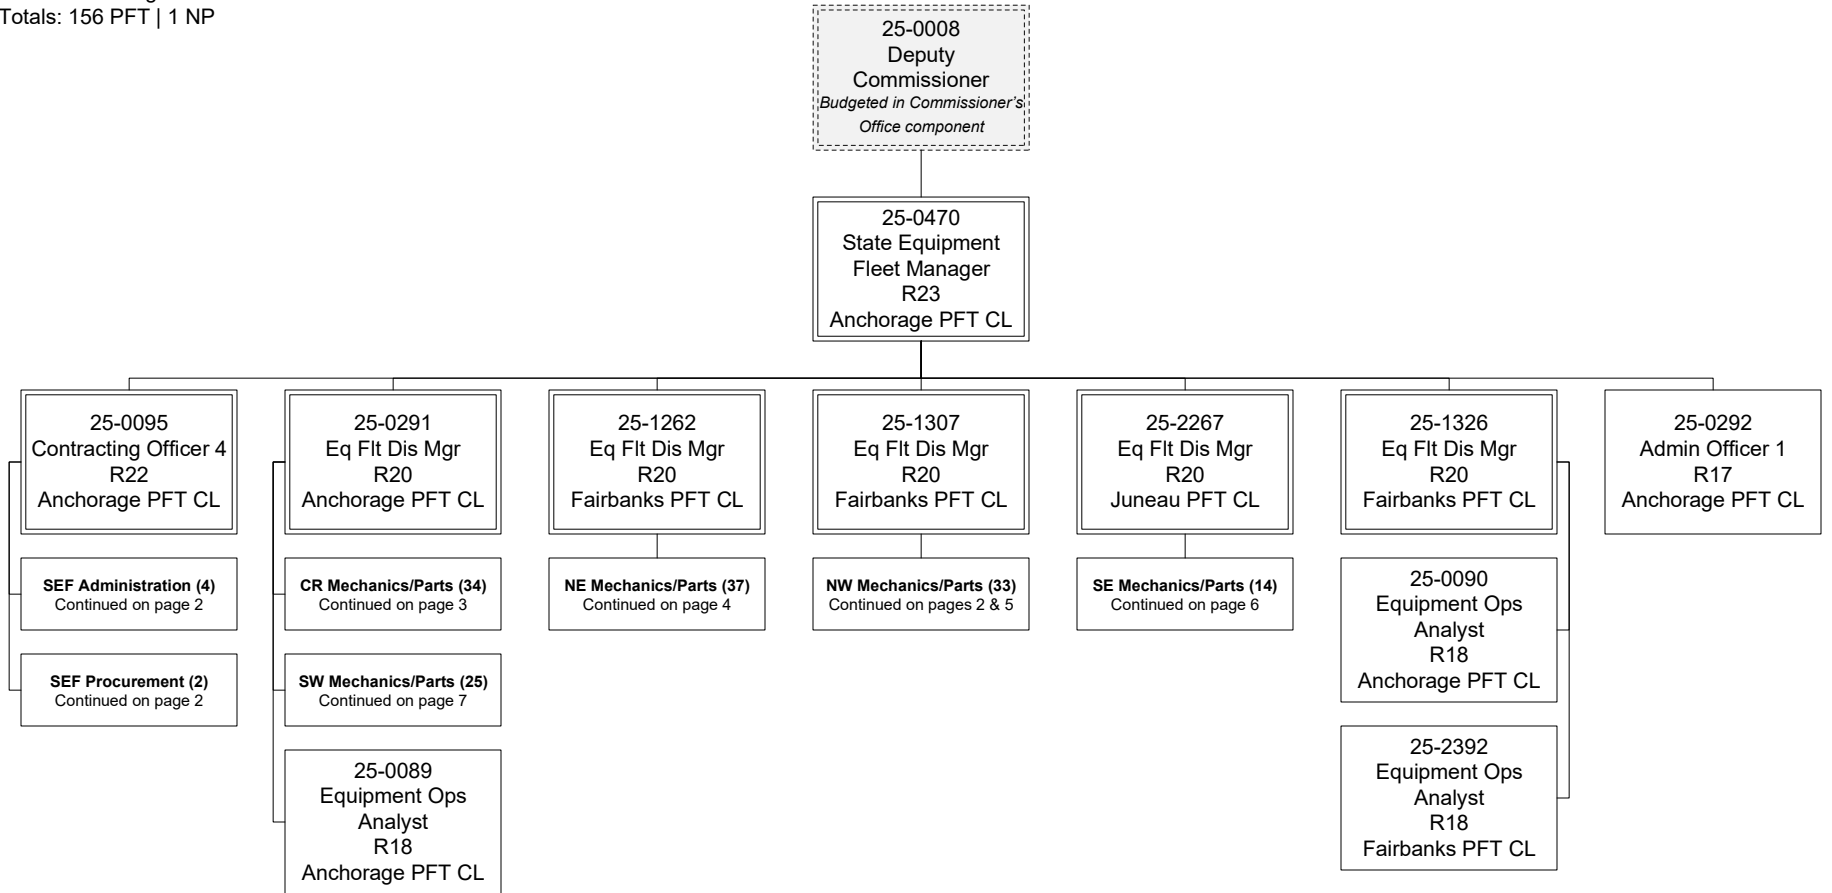 Totals: 156 PFT | 1 NP
25-0008
Deputy
Commissioner
Budgeted in Commissioner's
Office component
25-0470
State Equipment
Fleet Manager
R23
Anchorage PFT CL
25-0095
Contracting Officer 4
R22
Anchorage PFT CL
25-0291
Eq Flt Dis Mgr
R20
Anchorage PFT CL
25-1262
Eq Flt Dis Mgr
R20
Fairbanks PFT CL
25-1307
Eq Flt Dis Mgr
R20
Fairbanks PFT CL
25-2267
Eq Flt Dis Mgr
R20
Juneau PFT CL
25-1326
Eq Flt Dis Mgr
R20
Fairbanks PFT CL
25-0292
Admin Officer 1
R17
Anchorage PFT CL
SEF Administration (4)
Continued on page 2
CR Mechanics/Parts (34)
Continued on page 3
NE Mechanics/Parts (37)
Continued on page 4
NW Mechanics/Parts (33)
Continued on pages 2 & 5
SE Mechanics/Parts (14)
Continued on page 6
25-0090
Equipment Ops
Analyst
R18
Anchorage PFT CL
SEF Procurement (2)
Continued on page 2
SW Mechanics/Parts (25)
Continued on page 7
25-2392
Equipment Ops
Analyst
R18
Fairbanks PFT CL
25-0089
Equipment Ops
Analyst
R18
Anchorage PFT CL